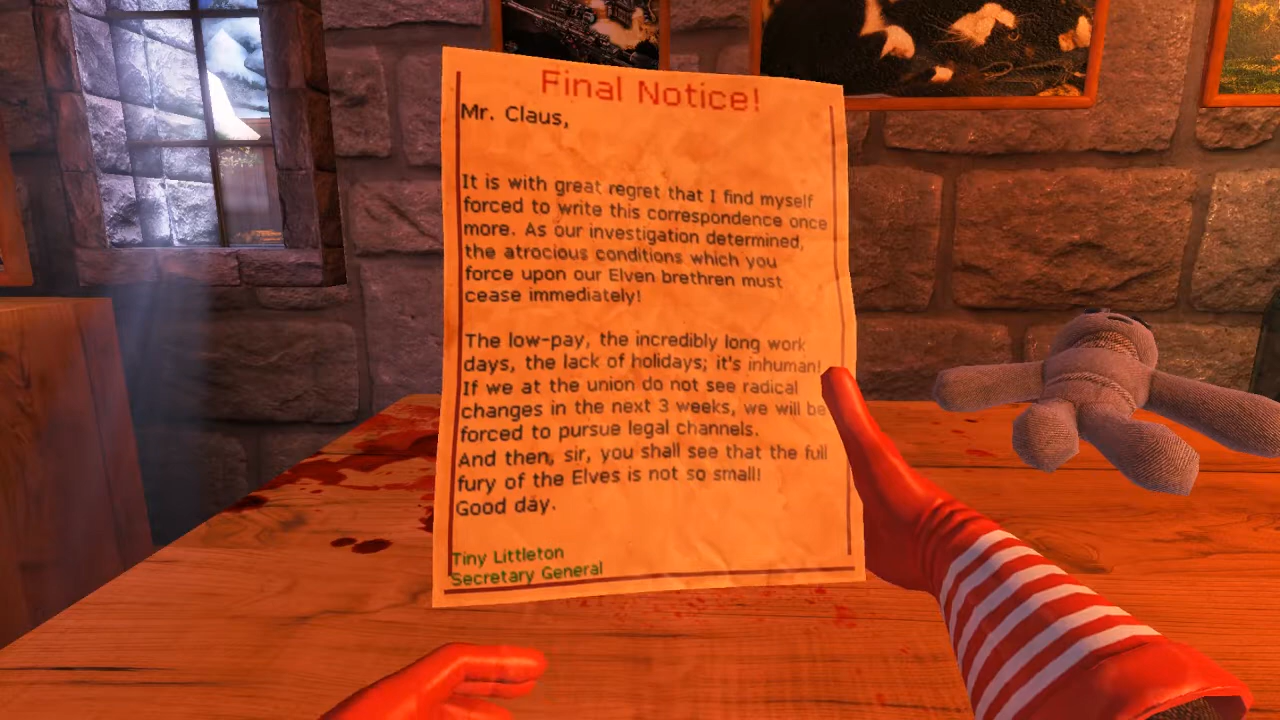 Final Notice!
Mr. Claus,
It is with great regret that I find myself
forced to write this correspondence once
more. As our investigation determined,
the atrocious conditions which you
force upon our Elven brethren must
cease immediately!
The low-pay, the incredibly long work
days, the lack of holidays; it's inhuman!
If we at the union do not see radical
changes in the next 3 weeks, we will be
forced to pursue legal channels.
And then, sir, you shall see that the full
fury of the Elves is not so small!
Good day.
Tiny Littleton
Secretary General